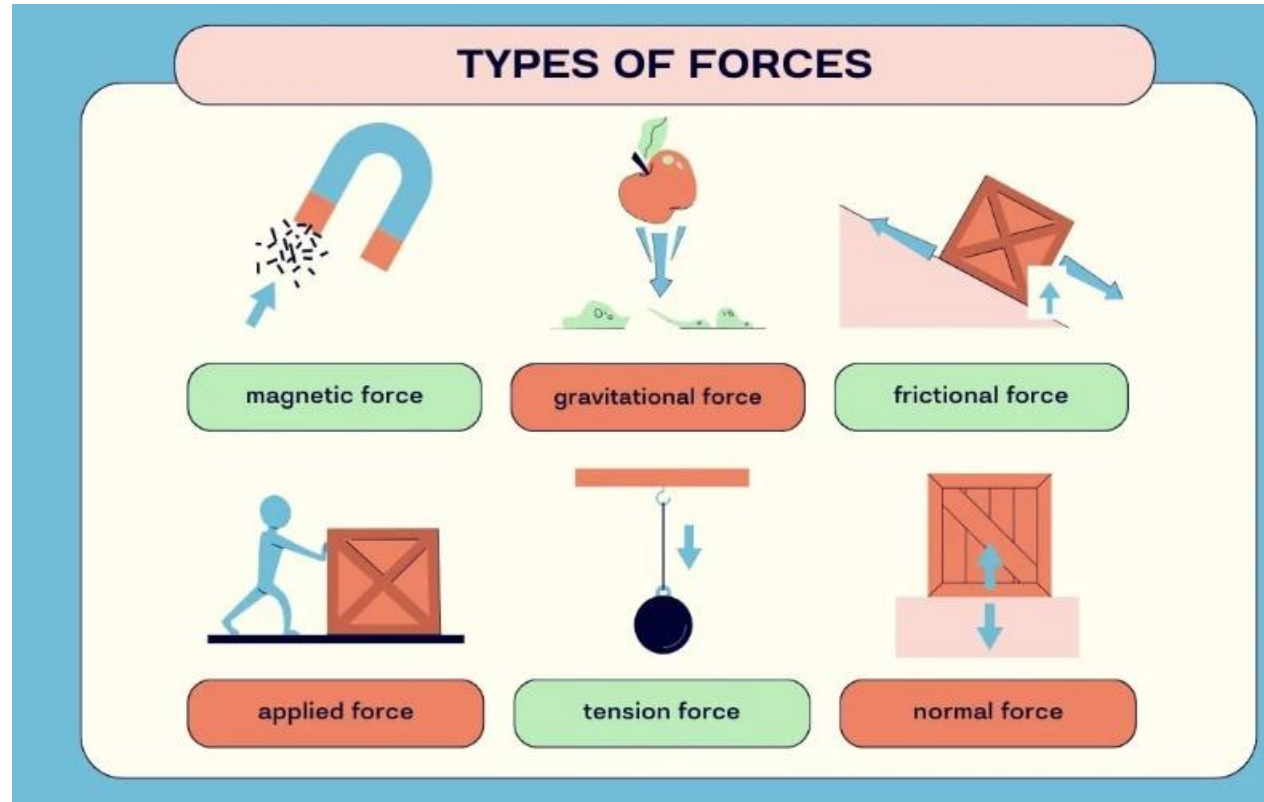 TYPES OF FORCES
magnetic force
gravitational force
frictional force
applied force
tension force
normal force